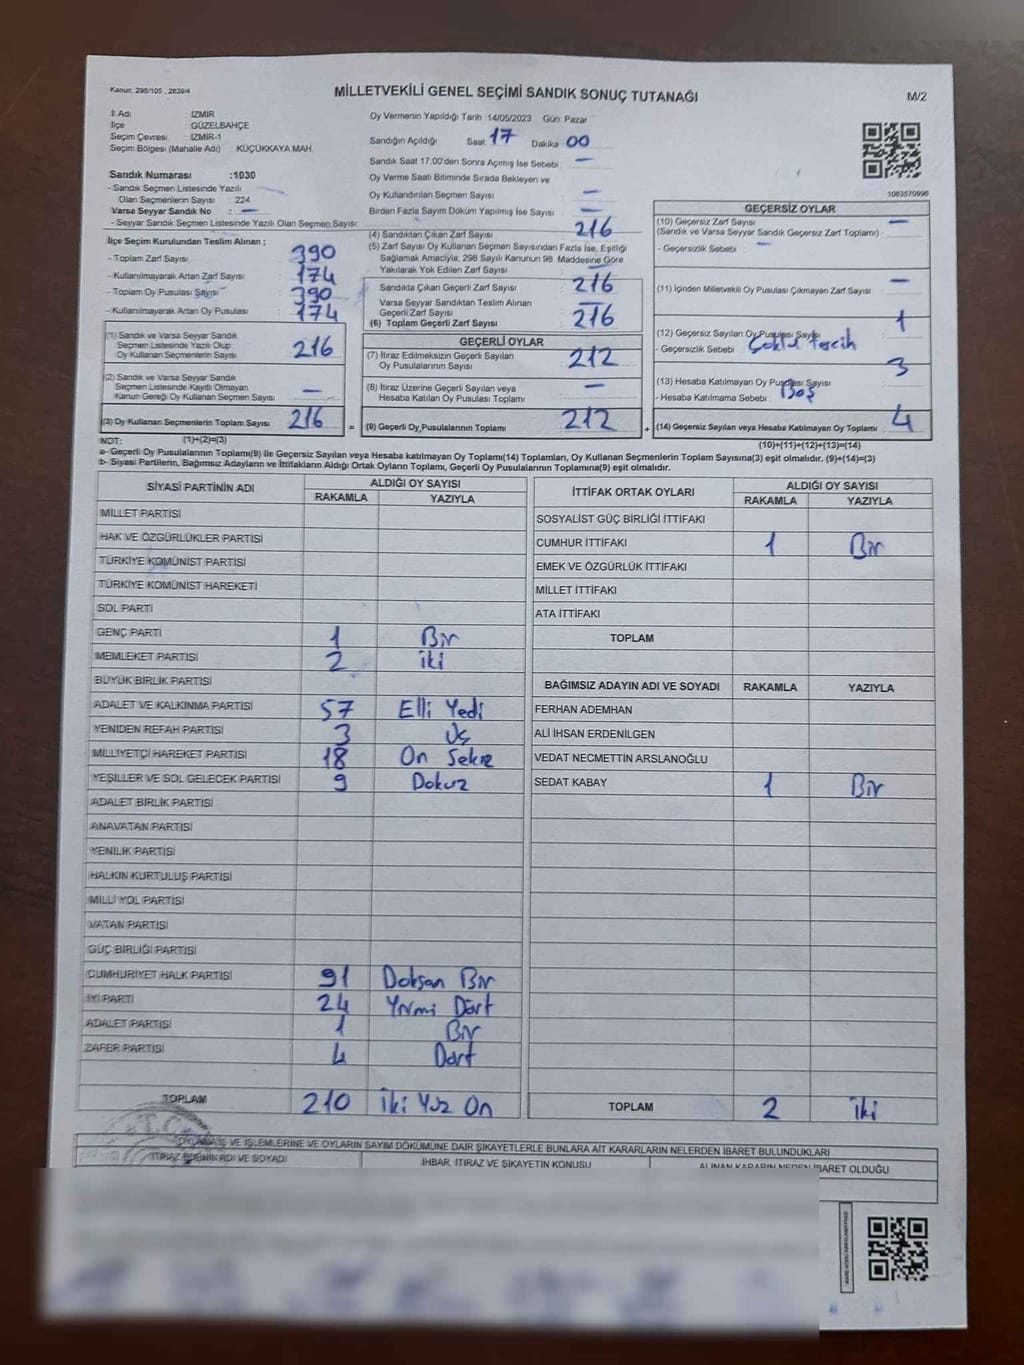 Kanun: 298/105 , 2839/4
MİLLETVEKİLİ GENEL SEÇİMİ SANDIK SONUÇ TUTANAĞI
M/2
İl Adı : İZMİR
İlçe : GÜZELBAHÇE
Seçim Çevresi : İZMİR-1
Seçim Bölgesi (Mahalle Adı) : KÜÇÜKKAYA MAH.
Sandık Numarası :1030
- Sandık Seçmen Listesinde Yazılı
Olan Seçmenlerin Sayısı : 224
Varsa Seyyar Sandık No : —
- Seyyar Sandık Seçmen Listesinde Yazılı Olan Seçmen Sayısı:
İlçe Seçim Kurulundan Teslim Alınan ;
- Toplam Zarf Sayısı : 390
- Kullanılmayarak Artan Zarf Sayısı : 174
- Toplam Oy Pusulası Sayısı : 390
- Kullanılmayarak Artan Oy Pusulası : 174
(1) Sandık ve Varsa Seyyar Sandık
Seçmen Listesinde Yazılı Olup
Oy Kullanan Seçmenlerin Sayısı : 216
(2) Sandık ve Varsa Seyyar Sandık
Seçmen Listesinde Kayıtlı Olmayan
Kanun Gereği Oy Kullanan Seçmen Sayısı : —
(3) Oy Kullanan Seçmenlerin Toplam Sayısı : 216
Oy Vermenin Yapıldığı Tarih :14/05/2023 Gün: Pazar
Sandığın Açıldığı Saat: 17 Dakika: 00
Sandık Saat 17.00'den Sonra Açılmış İse Sebebi : —
Oy Verme Saati Bitiminde Sırada Bekleyen ve
Oy Kullandırılan Seçmen Sayısı : —
Birden Fazla Sayım Döküm Yapılmış İse Sayısı : —
(4) Sandıktan Çıkan Zarf Sayısı : 216
(5) Zarf Sayısı Oy Kullanan Seçmen Sayısından Fazla İse, Eşitliği
Sağlamak Amacıyla, 298 Sayılı Kanunun 98. Maddesine Göre
Yakılarak Yok Edilen Zarf Sayısı : —
Sandıkta Çıkan Geçerli Zarf Sayısı : 216
Varsa Seyyar Sandıktan Teslim Alınan
Geçerli Zarf Sayısı : —
(6) Toplam Geçerli Zarf Sayısı : 216
GEÇERLİ OYLAR
(7) İtiraz Edilmeksizin Geçerli Sayılan
Oy Pusulalarının Sayısı : 212
(8) İtiraz Üzerine Geçerli Sayılan veya
Hesaba Katılan Oy Pusulası Toplamı : —
= (9) Geçerli Oy Pusulalarının Toplamı : 212
1063570996
GEÇERSİZ OYLAR
(10) Geçersiz Zarf Sayısı : —
(Sandık ve Varsa Seyyar Sandık Geçersiz Zarf Toplamı)
- Geçersizlik Sebebi : —
(11) İçinden Milletvekili Oy Pusulası Çıkmayan Zarf Sayısı : —
(12) Geçersiz Sayılan Oy Pusulası Sayısı : 1
- Geçersizlik Sebebi : Çoklu Tercih
(13) Hesaba Katılmayan Oy Pusulası Sayısı : 3
- Hesaba Katılmama Sebebi : Boş
+ (14) Geçersiz Sayılan veya Hesaba Katılmayan Oy Toplamı : 4
NOT: (1)+(2)=(3)
(10)+(11)+(12)+(13)=(14)
a- Geçerli Oy Pusulalarının Toplamı(9) ile Geçersiz Sayılan veya Hesaba katılmayan Oy Toplamı(14) Toplamları, Oy Kullanan Seçmenlerin Toplam Sayısına(3) eşit olmalıdır. (9)+(14)=(3)
b- Siyasi Partilerin, Bağımsız Adayların ve İttifakların Aldığı Ortak Oyların Toplamı, Geçerli Oy Pusulalarının Toplamına(9) eşit olmalıdır.
SİYASİ PARTİNİN ADI ALDIĞI OY SAYISI
RAKAMLA YAZIYLA
MİLLET PARTİSİ
HAK VE ÖZGÜRLÜKLER PARTİSİ
TÜRKİYE KOMÜNİST PARTİSİ
TÜRKİYE KOMÜNİST HAREKETİ
SOL PARTİ
GENÇ PARTİ 1 Bir
MEMLEKET PARTİSİ 2 iki
BÜYÜK BİRLİK PARTİSİ
ADALET VE KALKINMA PARTİSİ 57 Elli Yedi
YENİDEN REFAH PARTİSİ 3 Üç
MİLLİYETÇİ HAREKET PARTİSİ 18 On Sekiz
YEŞİLLER VE SOL GELECEK PARTİSİ 9 Dokuz
ADALET BİRLİK PARTİSİ
ANAVATAN PARTİSİ
YENİLİK PARTİSİ
HALKIN KURTULUŞ PARTİSİ
MİLLİ YOL PARTİSİ
VATAN PARTİSİ
GÜÇ BİRLİĞİ PARTİSİ
CUMHURİYET HALK PARTİSİ 91 Doksan Bir
İYİ PARTİ 24 Yirmi Dört
ADALET PARTİSİ 1 Bir
ZAFER PARTİSİ 4 Dört
TOPLAM 210 İki Yüz On
İTTİFAK ORTAK OYLARI ALDIĞI OY SAYISI
RAKAMLA YAZIYLA
SOSYALİST GÜÇ BİRLİĞİ İTTİFAKI
CUMHUR İTTİFAKI 1 Bir
EMEK VE ÖZGÜRLÜK İTTİFAKI
MİLLET İTTİFAKI
ATA İTTİFAKI
TOPLAM
BAĞIMSIZ ADAYIN ADI VE SOYADI RAKAMLA YAZIYLA
FERHAN ADEMHAN
ALİ İHSAN ERDENİLGEN
VEDAT NECMETTİN ARSLANOĞLU
SEDAT KABAY 1 Bir
TOPLAM 2 İki
T.C.
İŞ VE İŞLEMLERİNE VE OYLARIN SAYIM DÖKÜMÜNE DAİR ŞİKAYETLERLE BUNLARA AİT KARARLARIN NELERDEN İBARET BULUNDUKLARI
İTİRAZ EDENİN ADI VE SOYADI İHBAR, İTİRAZ VE ŞİKAYETİN KONUSU ALINAN KARARIN NEDEN İBARET OLDUĞU